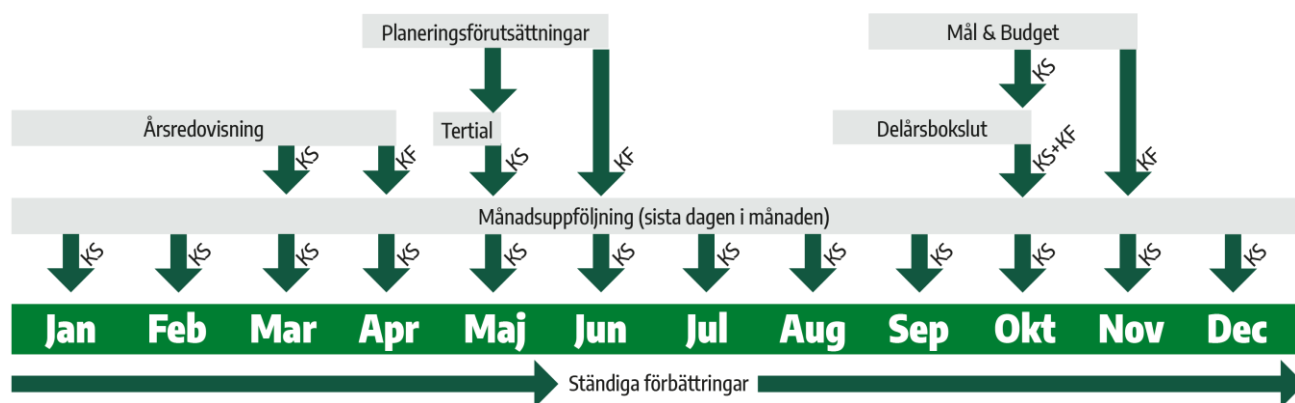 Planeringsförutsättningar
Mål & Budget
KS
Årsredovisning
Tertial
Delårsbokslut
KS
KF
KS
KF
KS+KF
KF
Månadsuppföljning (sista dagen i månaden)
KS
KS
KS
KS
KS
KS
KS
KS
KS
KS
KS
KS
Jan
Feb
Mar
Apr
Maj
Jun
Jul
Aug
Sep
Okt
Nov
Dec
Ständiga förbättringar